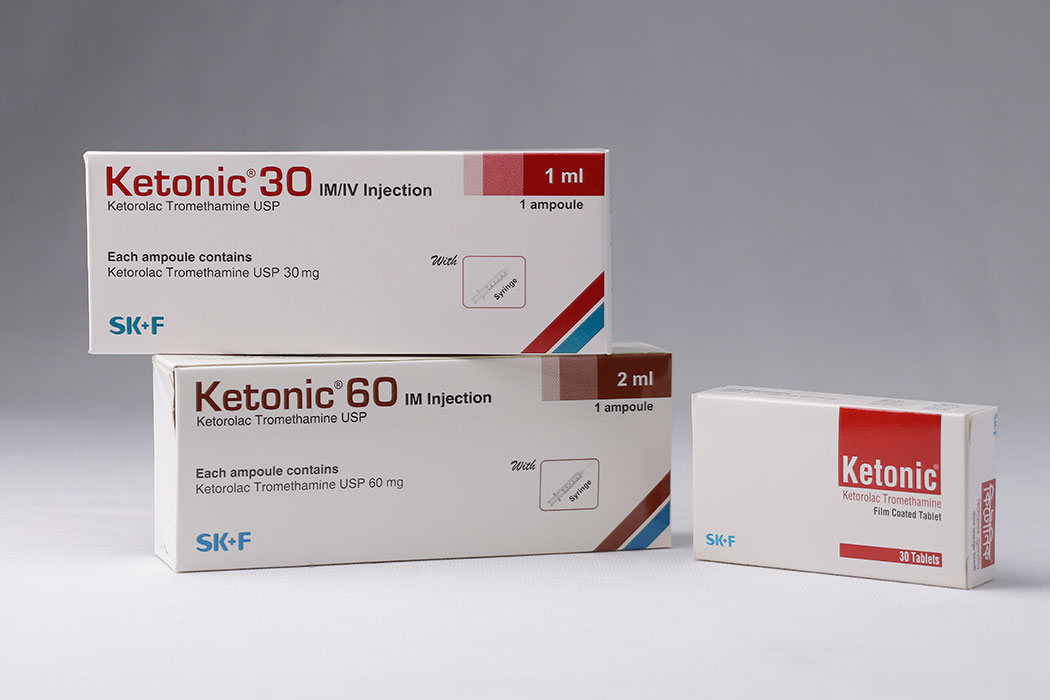 Ketonic® 30 IM/IV Injection
Ketorolac Tromethamine USP
1 ml
1 ampoule
Each ampoule contains
Ketorolac Tromethamine USP 30 mg
With
Syringe
SK+F
Ketonic® 60 IM Injection
Ketorolac Tromethamine USP
2 ml
1 ampoule
Each ampoule contains
Ketorolac Tromethamine USP 60 mg
With
Syringe
SK+F
Ketonic®
Ketorolac Tromethamine
Film Coated Tablet
SK+F
30 Tablets
কিটোনিক
SK+F